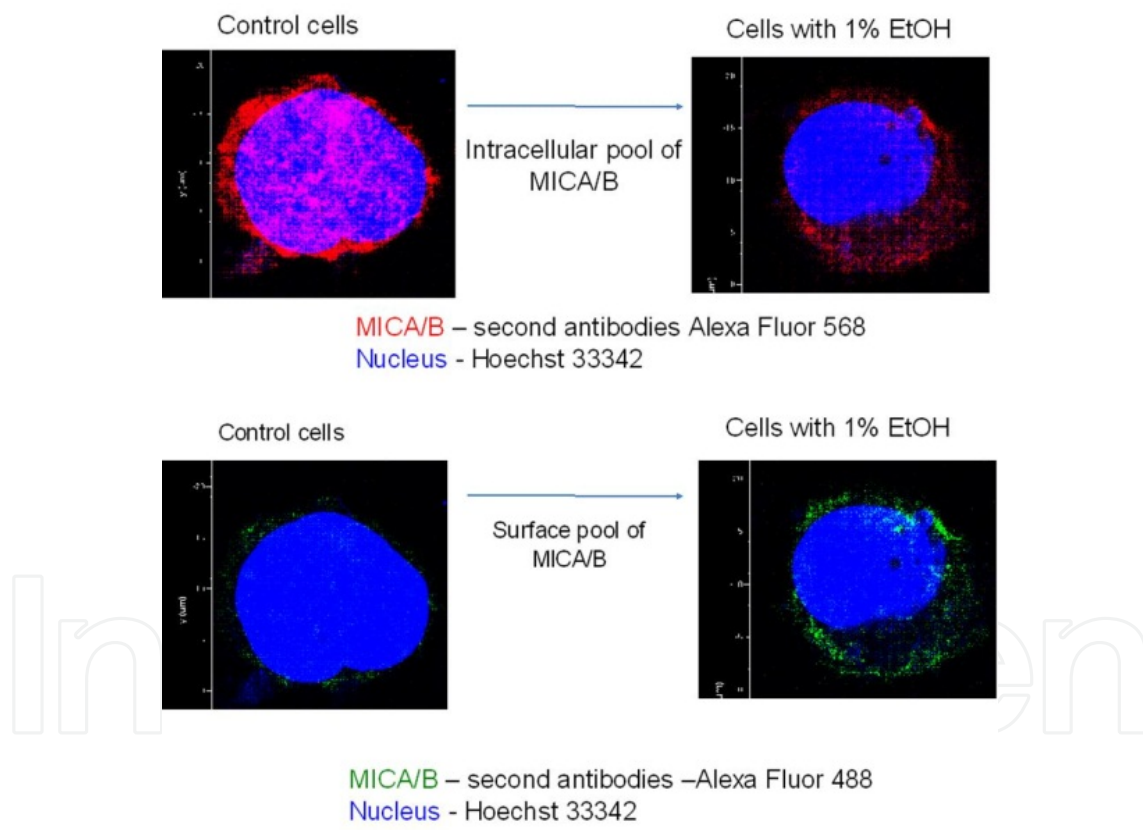 Control cells
Cells with 1% EtOH
Intracellular pool of
MICA/B
MICA/B – second antibodies Alexa Fluor 568
Nucleus - Hoechst 33342
Control cells
Cells with 1% EtOH
Surface pool of
MICA/B
y (um)
MICA/B – second antibodies –Alexa Fluor 488
Nucleus - Hoechst 33342